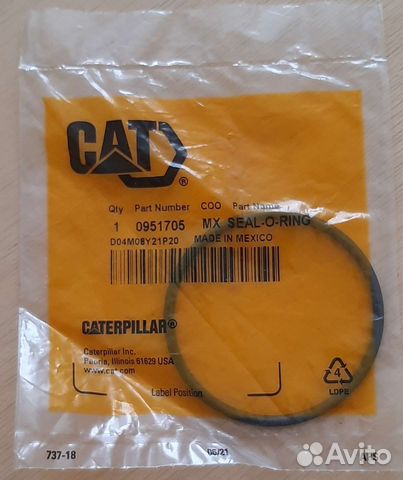 CAT®
Qty Part Number COO Part Name
1 0951705 MX SEAL-O-RING
D04M08Y21P20 MADE IN MEXICO
CATERPILLAR®
Caterpillar Inc.
Peoria, Illinois 61629 USA
www.cat.com
Label Position
4
LDPE
737-18 06/21 APS
Avito